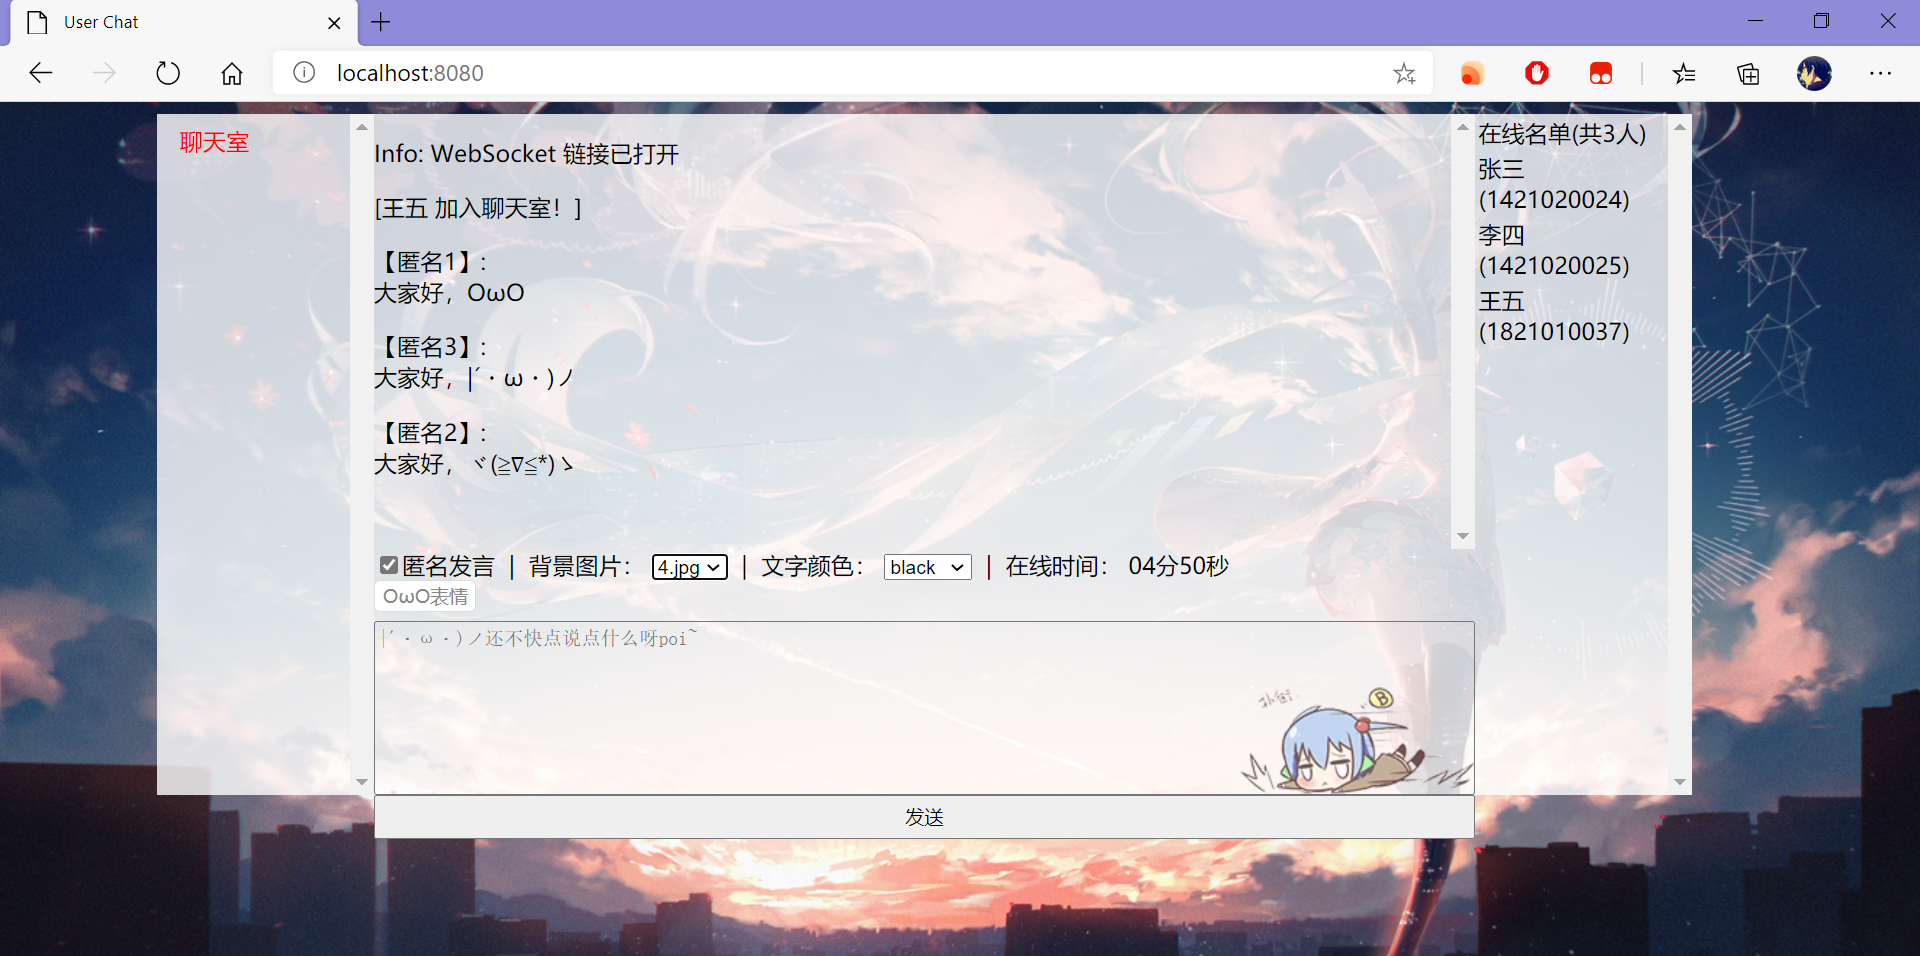 User Chat
localhost:8080
聊天室
Info: WebSocket 链接已打开
[王五 加入聊天室！]
【匿名1】:
大家好，OωO
【匿名3】:
大家好，|´・ω・)ノ
【匿名2】:
大家好，ヾ(≧∇≦*)ゝ
在线名单(共3人)
张三
(1421020024)
李四
(1421020025)
王五
(1821010037)
匿名发言 | 背景图片： 4.jpg | 文字颜色： black | 在线时间： 04分50秒
OωO表情
|´・ω・)ノ还不快点说点什么呀poi~
B
发送